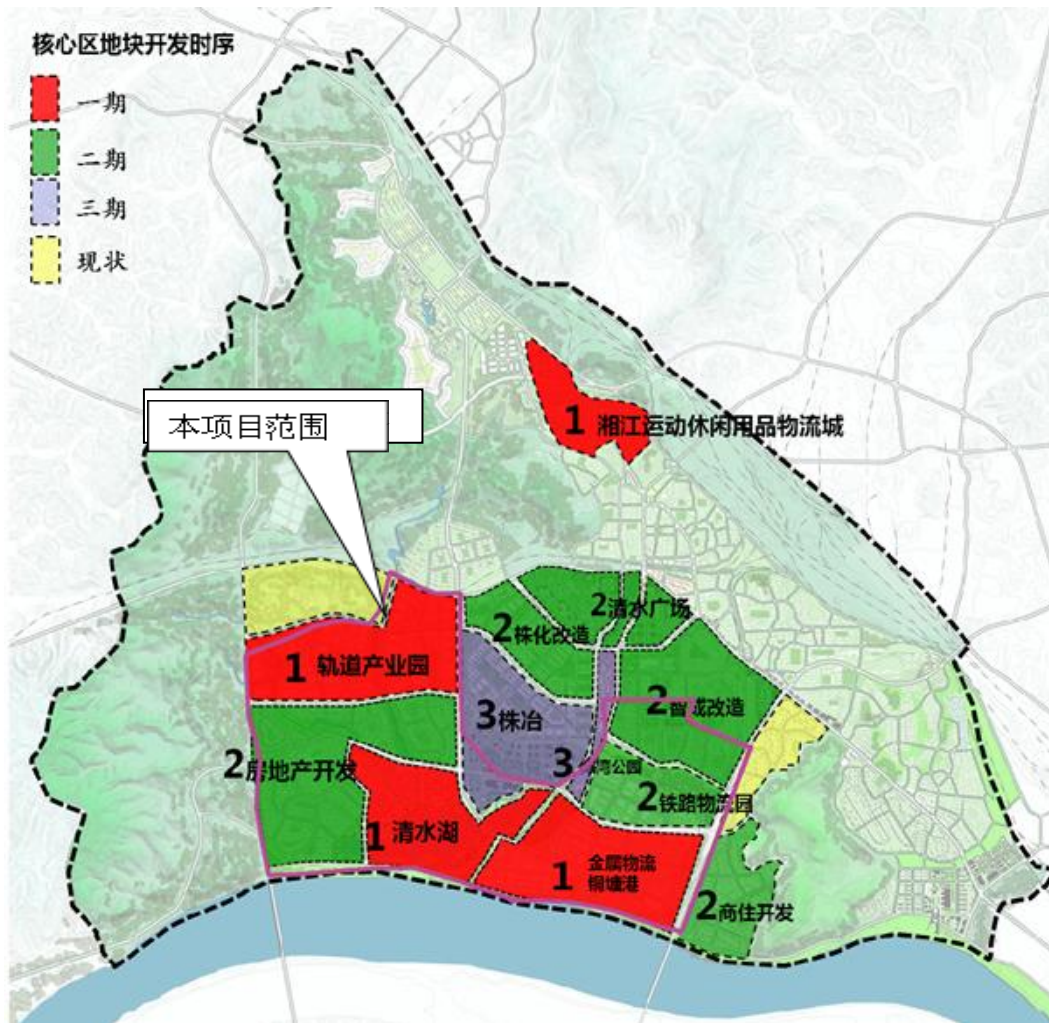 核心区地块开发时序
一期
二期
三期
现状
本项目范围
1 湘江运动休闲用品物流城
2清水广场
2株化改造
1 轨道产业园
2智成改造
3株冶
3 湾公园
2房地产开发
2铁路物流园
1 清水湖
1 金属物流
铜塘港
2商住开发